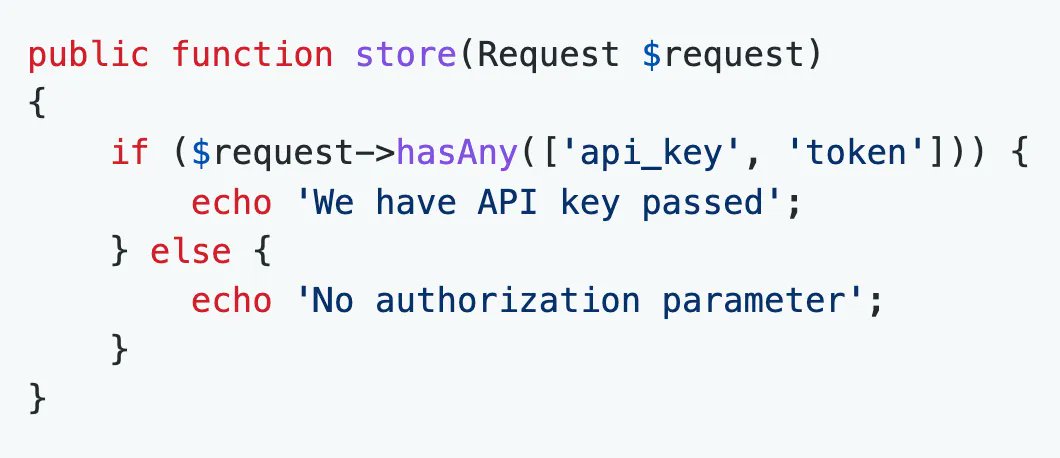 public function store(Request $request)
{
    if ($request->hasAny(['api_key', 'token'])) {
        echo 'We have API key passed';
    } else {
        echo 'No authorization parameter';
    }
}